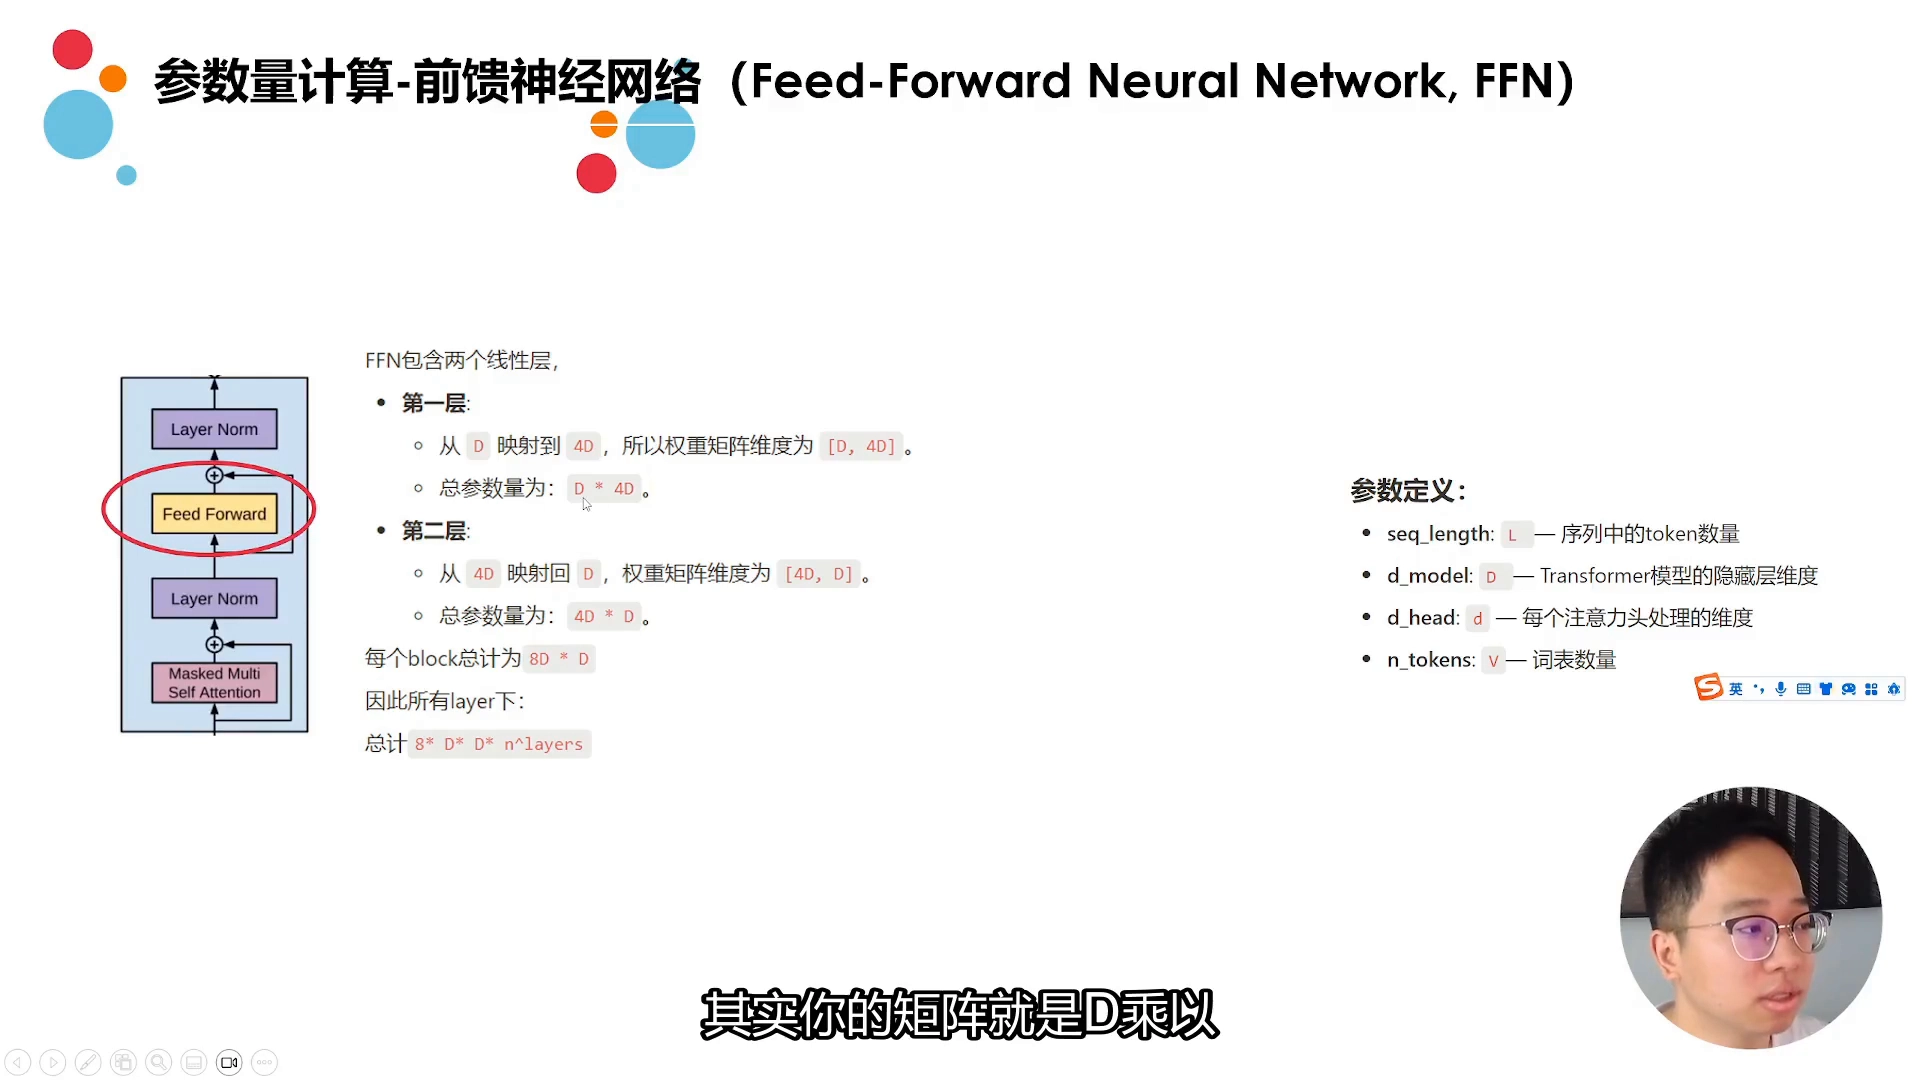 参数量计算-前馈神经网络（Feed-Forward Neural Network, FFN）
Layer Norm
Feed Forward
Layer Norm
Masked Multi
Self Attention
FFN包含两个线性层，
第一层:
从 D 映射到 4D，所以权重矩阵维度为 [D, 4D]。
总参数量为：D * 4D。
第二层:
从 4D 映射回 D，权重矩阵维度为 [4D, D]。
总参数量为：4D * D。
每个block总计为 8D * D
因此所有layer下：
总计 8* D* D* n^layers
参数定义：
seq_length: L — 序列中的token数量
d_model: D — Transformer模型的隐藏层维度
d_head: d — 每个注意力头处理的维度
n_tokens: V — 词表数量
S 英
其实你的矩阵就是D乘以